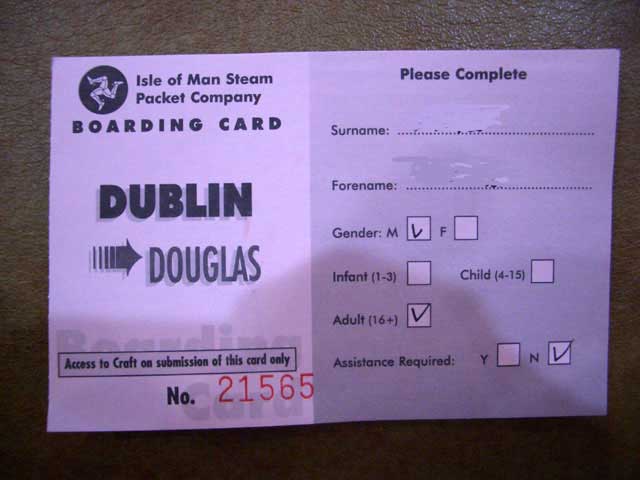 Isle of Man Steam
Packet Company
BOARDING CARD
DUBLIN
DOUGLAS
Boarding
Card
Access to Craft on submission of this card only
No. 21565
Please Complete
Surname:
Forename:
Gender: M F
Infant (1-3) Child (4-15)
Adult (16+)
Assistance Required: Y N